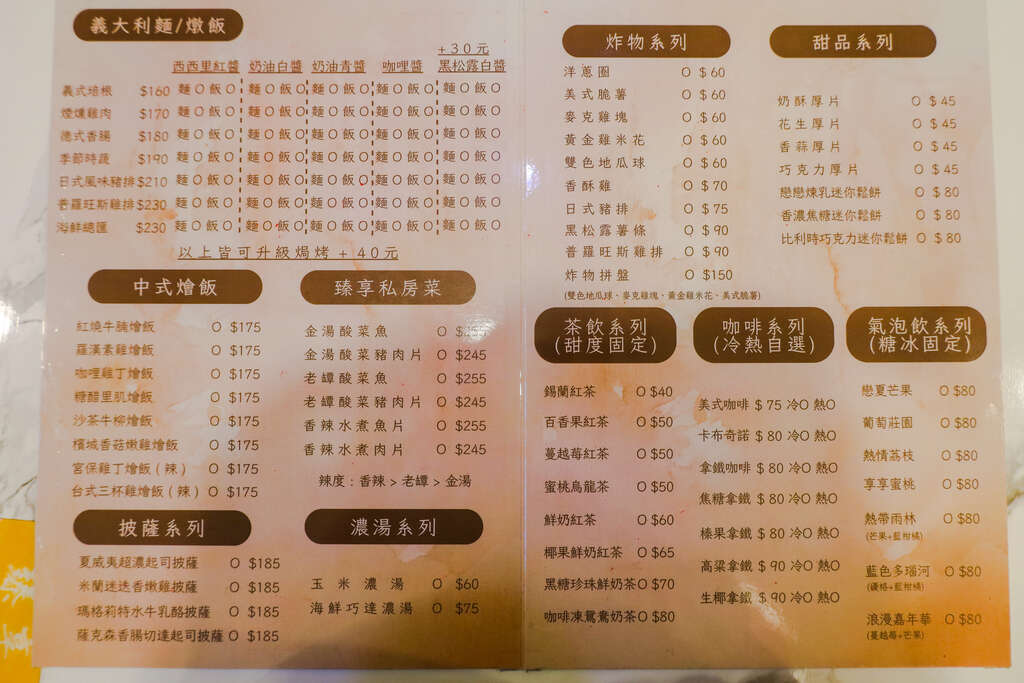 義大利麵/燉飯
+30元
西西里紅醬 奶油白醬 奶油青醬 咖哩醬 黑松露白醬
義式培根 $160 麵O飯O 麵O飯O 麵O飯O 麵O飯O 麵O飯O
煙燻雞肉 $170 麵O飯O 麵O飯O 麵O飯O 麵O飯O 麵O飯O
德式香腸 $180 麵O飯O 麵O飯O 麵O飯O 麵O飯O 麵O飯O
季節時蔬 $190 麵O飯O 麵O飯O 麵O飯O 麵O飯O 麵O飯O
日式風味豬排 $210 麵O飯O 麵O飯O 麵O飯O 麵O飯O 麵O飯O
普羅旺斯雞排 $230 麵O飯O 麵O飯O 麵O飯O 麵O飯O 麵O飯O
海鮮總匯 $230 麵O飯O 麵O飯O 麵O飯O 麵O飯O 麵O飯O
以上皆可升級焗烤 + 40元
中式燴飯
紅燒牛腩燴飯 O $175
羅漢素雞燴飯 O $175
咖哩雞丁燴飯 O $175
糖醋里肌燴飯 O $175
沙茶牛柳燴飯 O $175
檳城香菇嫩雞燴飯 O $175
宮保雞丁燴飯(辣) O $175
台式三杯雞燴飯(辣) O $175
臻享私房菜
金湯酸菜魚 O $255
金湯酸菜豬肉片 O $245
老罈酸菜魚 O $255
老罈酸菜豬肉片 O $245
香辣水煮魚片 O $255
香辣水煮肉片 O $245
辣度:香辣>老罈>金湯
披薩系列
夏威夷超濃起司披薩 O $185
米蘭迷迭香嫩雞披薩 O $185
瑪格莉特水牛乳酪披薩 O $185
薩克森香腸切達起司披薩 O $185
濃湯系列
玉米濃湯 O $60
海鮮巧達濃湯 O $75
炸物系列
洋蔥圈 O $60
美式脆薯 O $60
麥克雞塊 O $60
黃金雞米花 O $60
雙色地瓜球 O $60
香酥雞 O $70
日式豬排 O $75
黑松露薯條 O $90
普羅旺斯雞排 O $90
炸物拼盤 O $150
(雙色地瓜球、麥克雞塊、黃金雞米花、美式脆薯)
甜品系列
奶酥厚片 O $45
花生厚片 O $45
香蒜厚片 O $45
巧克力厚片 O $45
戀戀煉乳迷你鬆餅 O $80
香濃焦糖迷你鬆餅 O $80
比利時巧克力迷你鬆餅 O $80
茶飲系列
(甜度固定)
錫蘭紅茶 O $40
百香果紅茶 O $50
蔓越莓紅茶 O $50
蜜桃烏龍茶 O $50
鮮奶紅茶 O $60
椰果鮮奶紅茶 O $65
黑糖珍珠鮮奶茶 O $70
咖啡凍鴛鴦奶茶 O $80
咖啡系列
(冷熱自選)
美式咖啡 $75 冷O 熱O
卡布奇諾 $80 冷O 熱O
拿鐵咖啡 $80 冷O 熱O
焦糖拿鐵 $80 冷O 熱O
榛果拿鐵 $80 冷O 熱O
高粱拿鐵 $90 冷O 熱O
生椰拿鐵 $90 冷O 熱O
氣泡飲系列
(糖冰固定)
戀夏芒果 O $80
葡萄莊園 O $80
熱情荔枝 O $80
享享蜜桃 O $80
熱帶雨林 O $80
(芒果+藍柑橘)
藍色多瑙河 O $80
(優格+藍柑橘)
浪漫嘉年華 O $80
(蔓越莓+芒果)